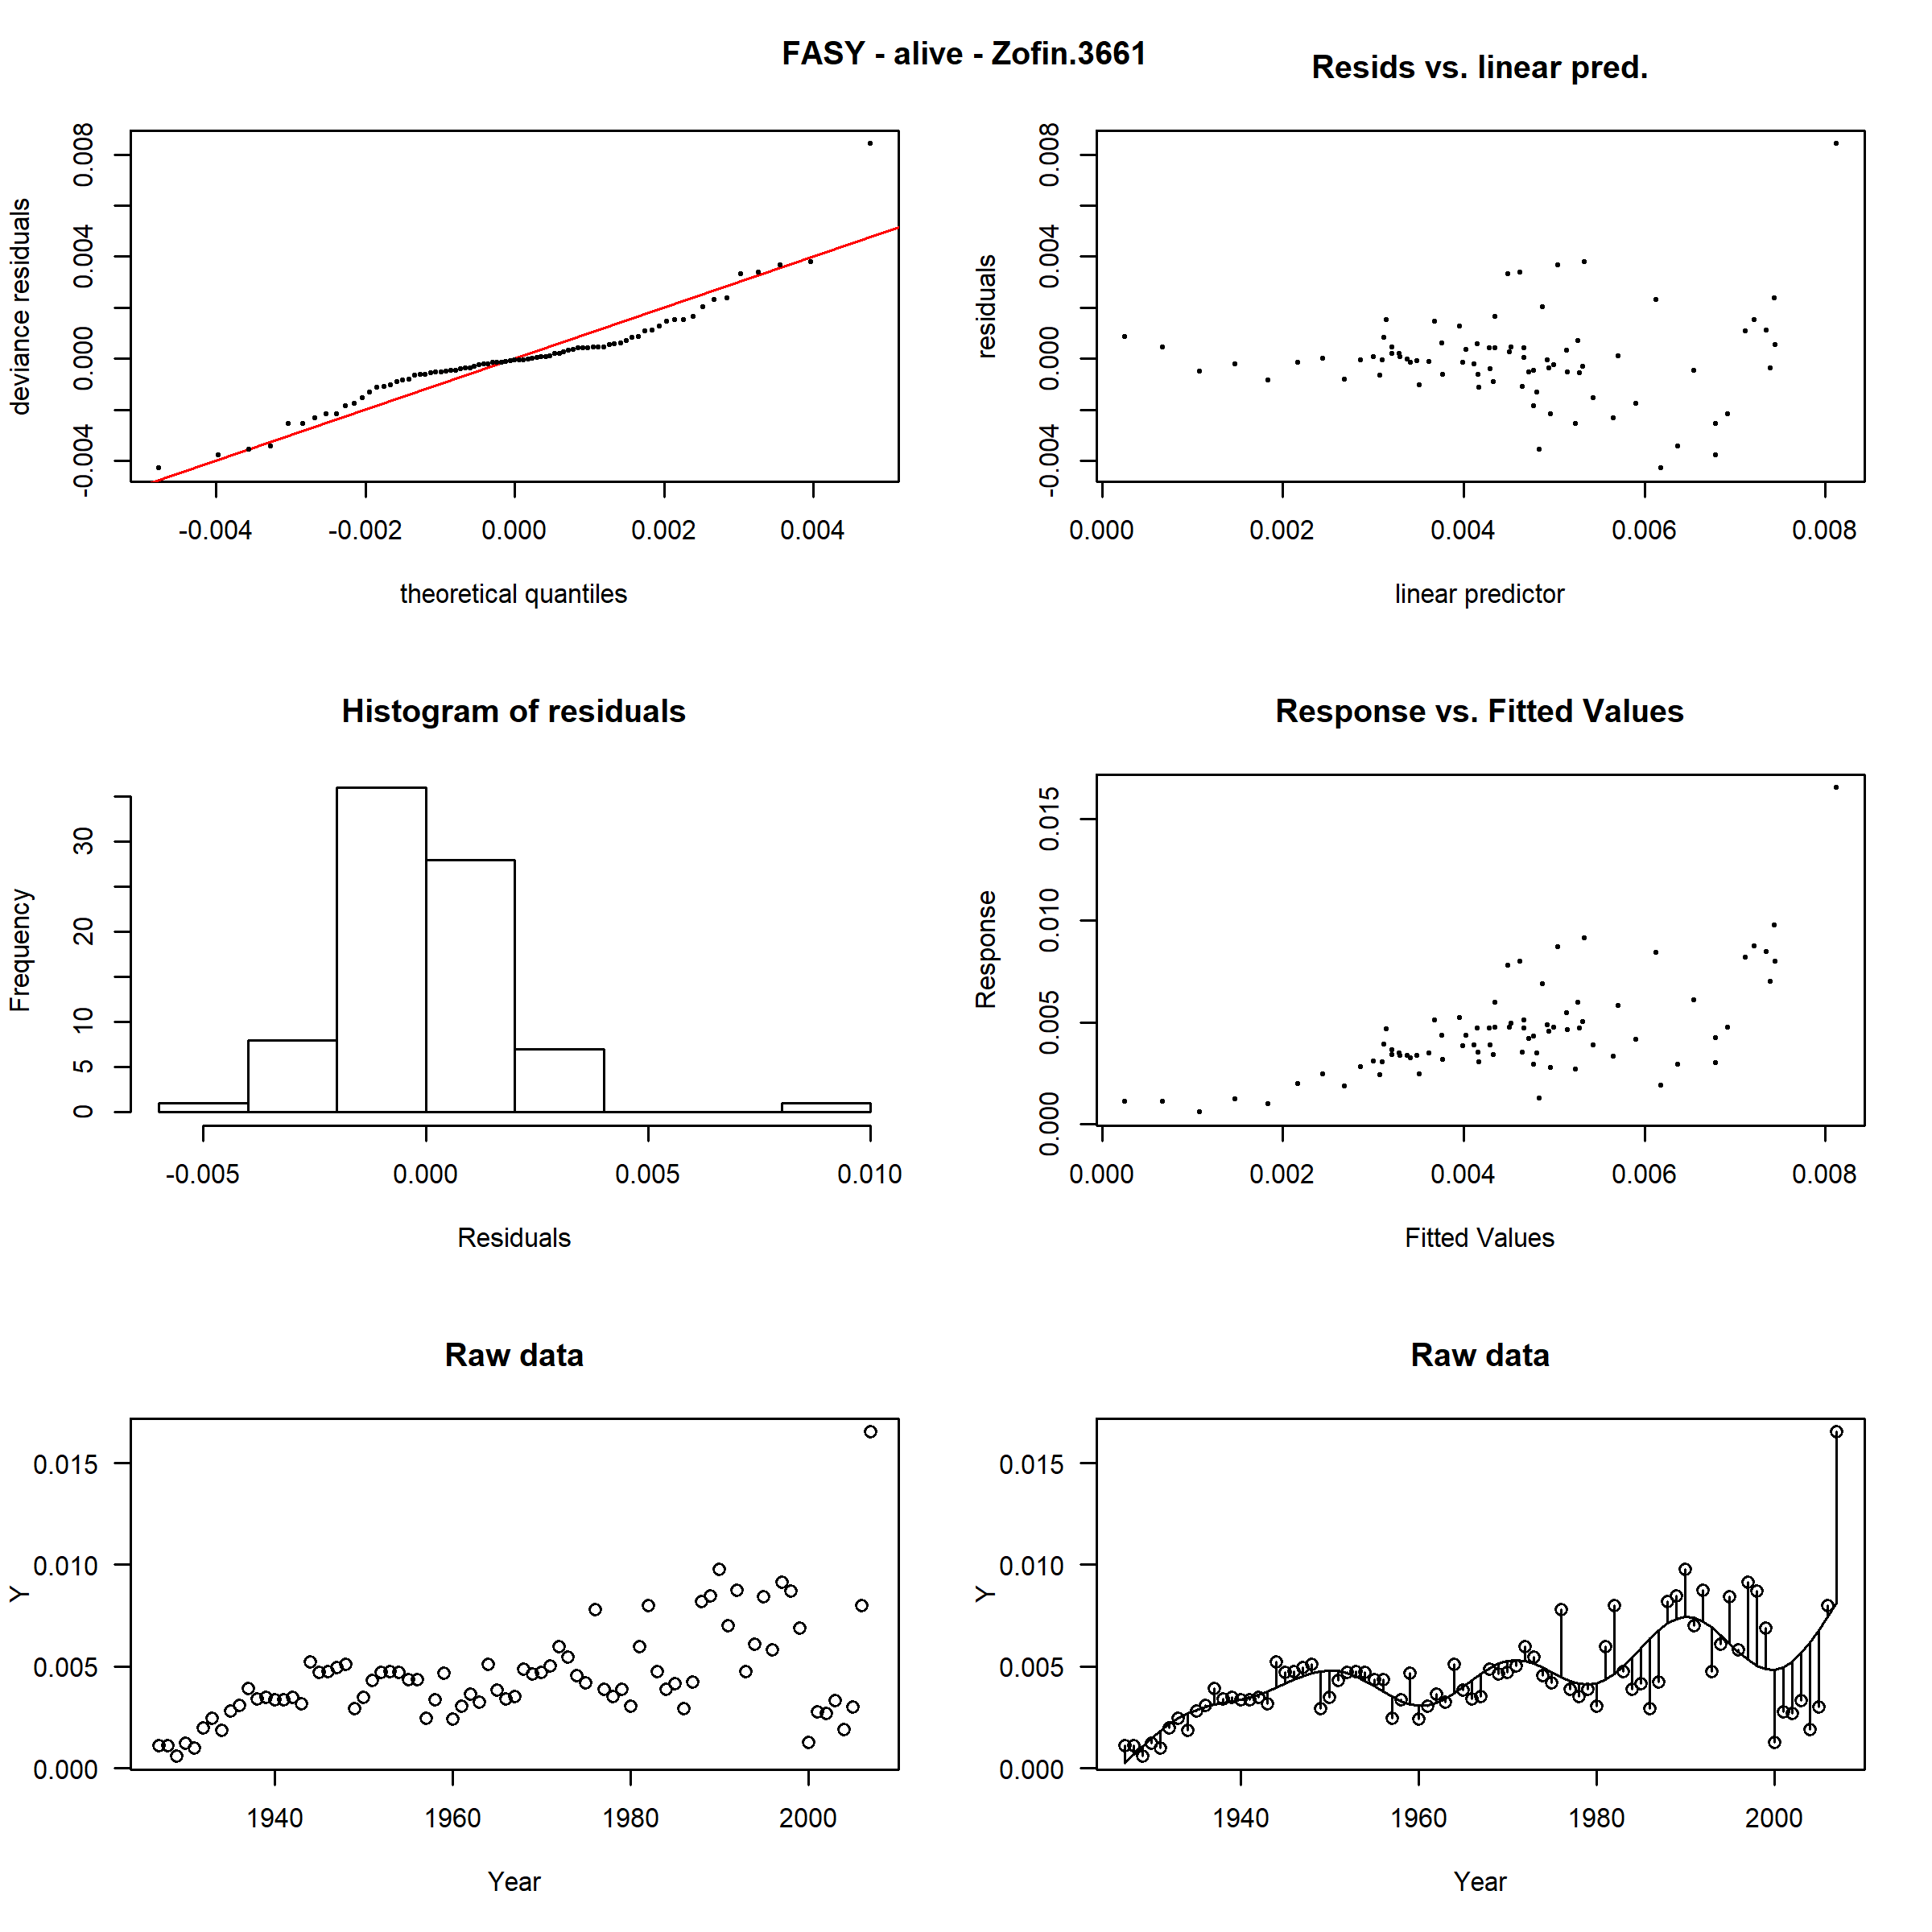 FASY - alive - Zofin.3661
Resids vs. linear pred.
deviance residuals
-0.004 0.000 0.004 0.008
-0.004 -0.002 0.000 0.002 0.004
theoretical quantiles
residuals
-0.004 0.000 0.004 0.008
0.000 0.002 0.004 0.006 0.008
linear predictor
Histogram of residuals
Frequency
0 5 10 20 30
-0.005 0.000 0.005 0.010
Residuals
Response vs. Fitted Values
Response
0.000 0.005 0.010 0.015
0.000 0.002 0.004 0.006 0.008
Fitted Values
Raw data
Y
0.015
0.010
0.005
0.000
1940 1960 1980 2000
Year
Raw data
Y
0.015
0.010
0.005
0.000
1940 1960 1980 2000
Year